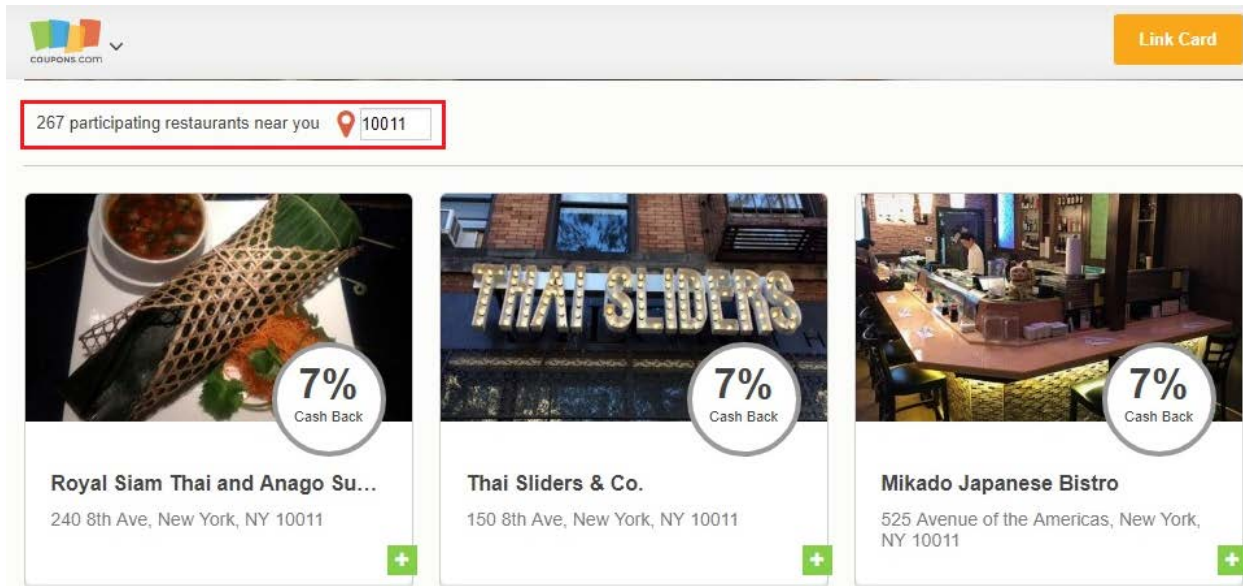 COUPONS.COM
Link Card
267 participating restaurants near you 10011
THAI SLIDERS
7%
Cash Back
7%
Cash Back
7%
Cash Back
Royal Siam Thai and Anago Su...
240 8th Ave, New York, NY 10011
Thai Sliders & Co.
150 8th Ave, New York, NY 10011
Mikado Japanese Bistro
525 Avenue of the Americas, New York,
NY 10011